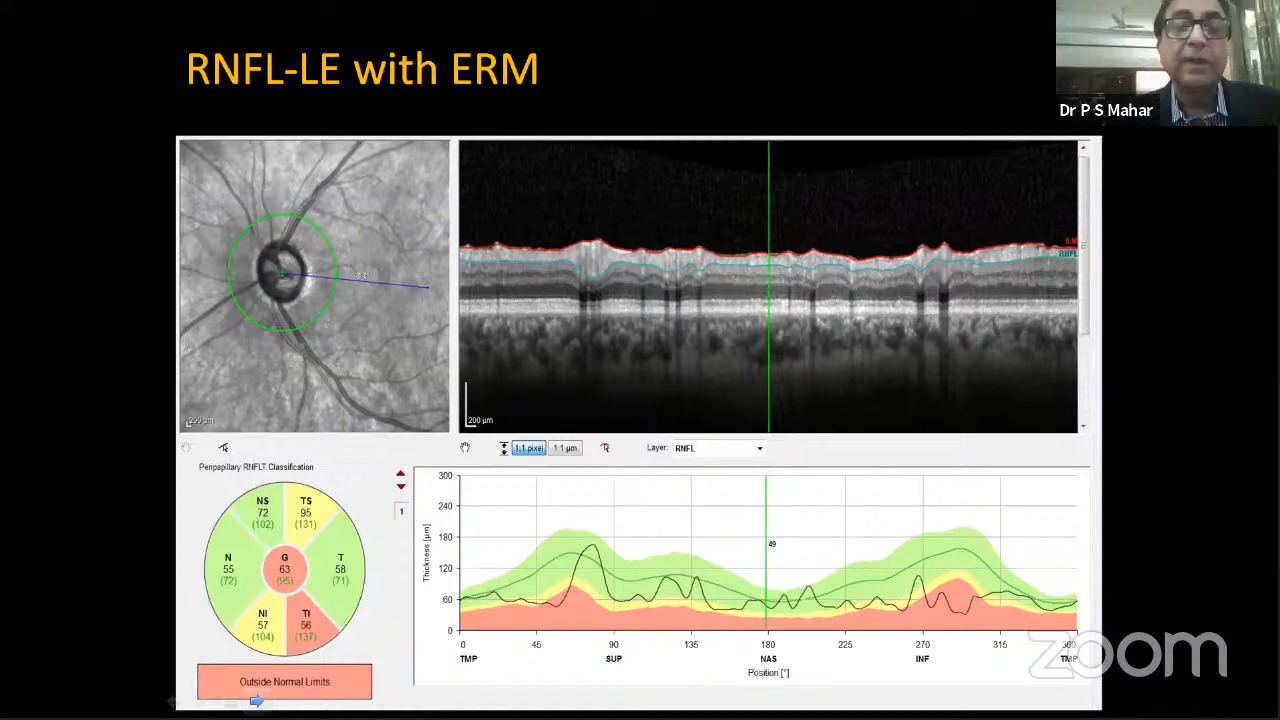 RNFL-LE with ERM
Dr P S Mahar
ILM
RNFL
200 µm
200 µm
1:1 pixel
1:1 µm
Layer:
RNFL
Peripapillary RNFLT Classification
1
NS
72
(102)
TS
95
(131)
N
55
(72)
G
63
(95)
T
58
(71)
NI
57
(104)
TI
56
(137)
Outside Normal Limits
Thickness [µm]
300
240
180
120
60
0
49
0 45 90 135 180 225 270 315 360
TMP SUP NAS INF TMP
Position [°]
zoom